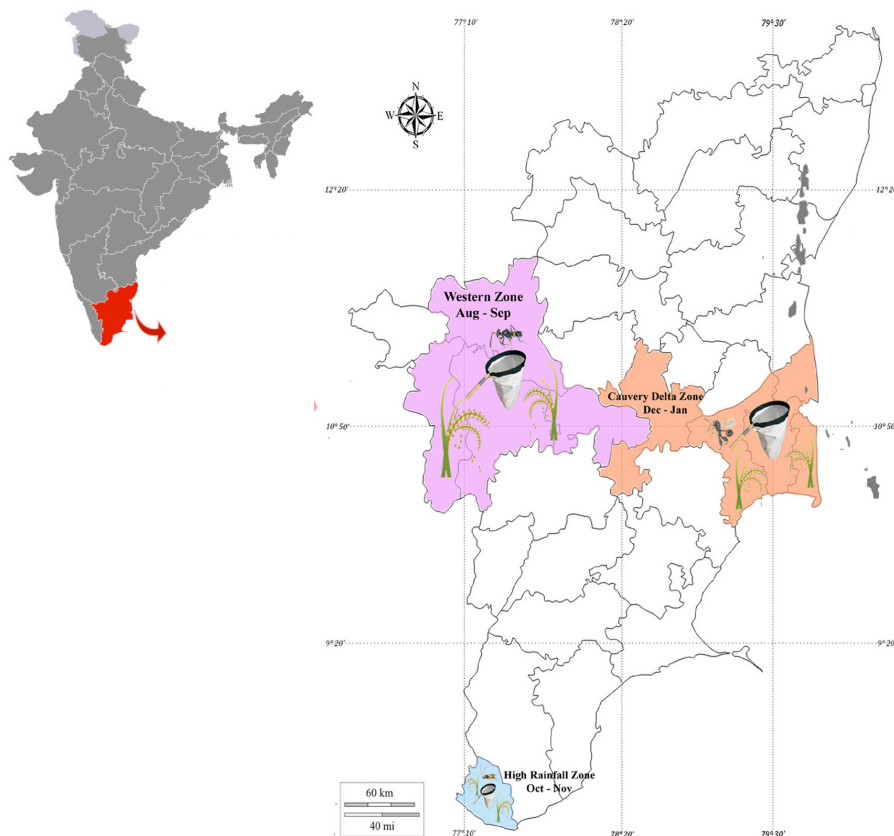 77°10'
78°20'
79°30'
N
W E
S
12°20'
12°20'
Western Zone
Aug - Sep
Cauvery Delta Zone
Dec - Jan
10°50'
10°50'
9°20'
9°20'
High Rainfall Zone
Oct - Nov
60 km
40 mi
77°10'
78°20'
79°30'